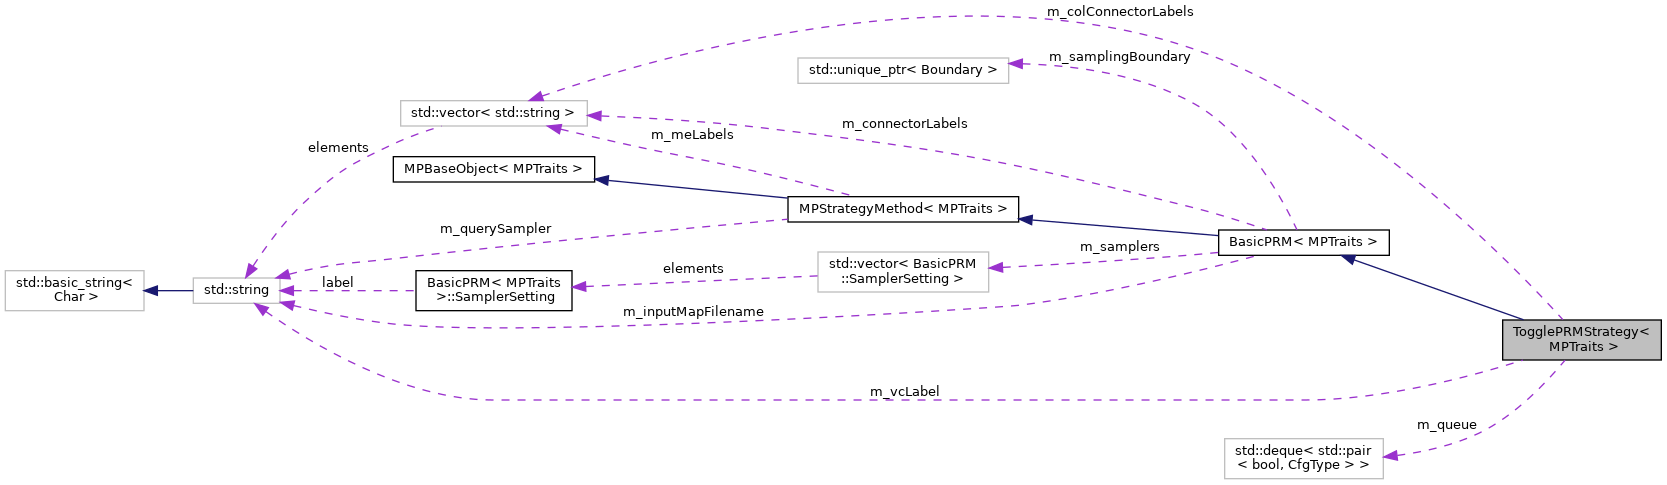 m_colConnectorLabels
m_samplingBoundary
std::unique_ptr< Boundary >
std::vector< std::string >
m_connectorLabels
m_meLabels
elements
MPBaseObject< MPTraits >
MPStrategyMethod< MPTraits >
m_querySampler
BasicPRM< MPTraits >
m_samplers
std::vector< BasicPRM
::SamplerSetting >
elements
std::basic_string<
Char >
std::string
label
BasicPRM< MPTraits
>::SamplerSetting
m_inputMapFilename
TogglePRMStrategy<
MPTraits >
m_vcLabel
m_queue
std::deque< std::pair
< bool, CfgType > >